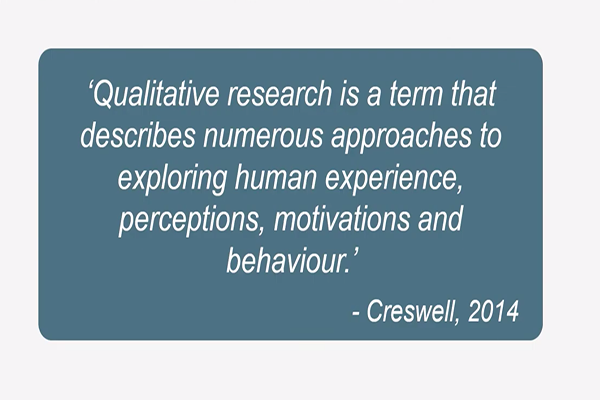 ‘Qualitative research is a term that
describes numerous approaches to
exploring human experience,
perceptions, motivations and
behaviour.’
- Creswell, 2014